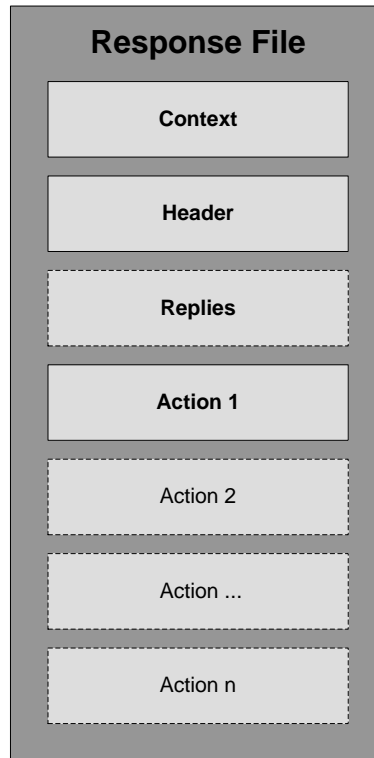 Response File
Context
Header
Replies
Action 1
Action 2
Action ...
Action n